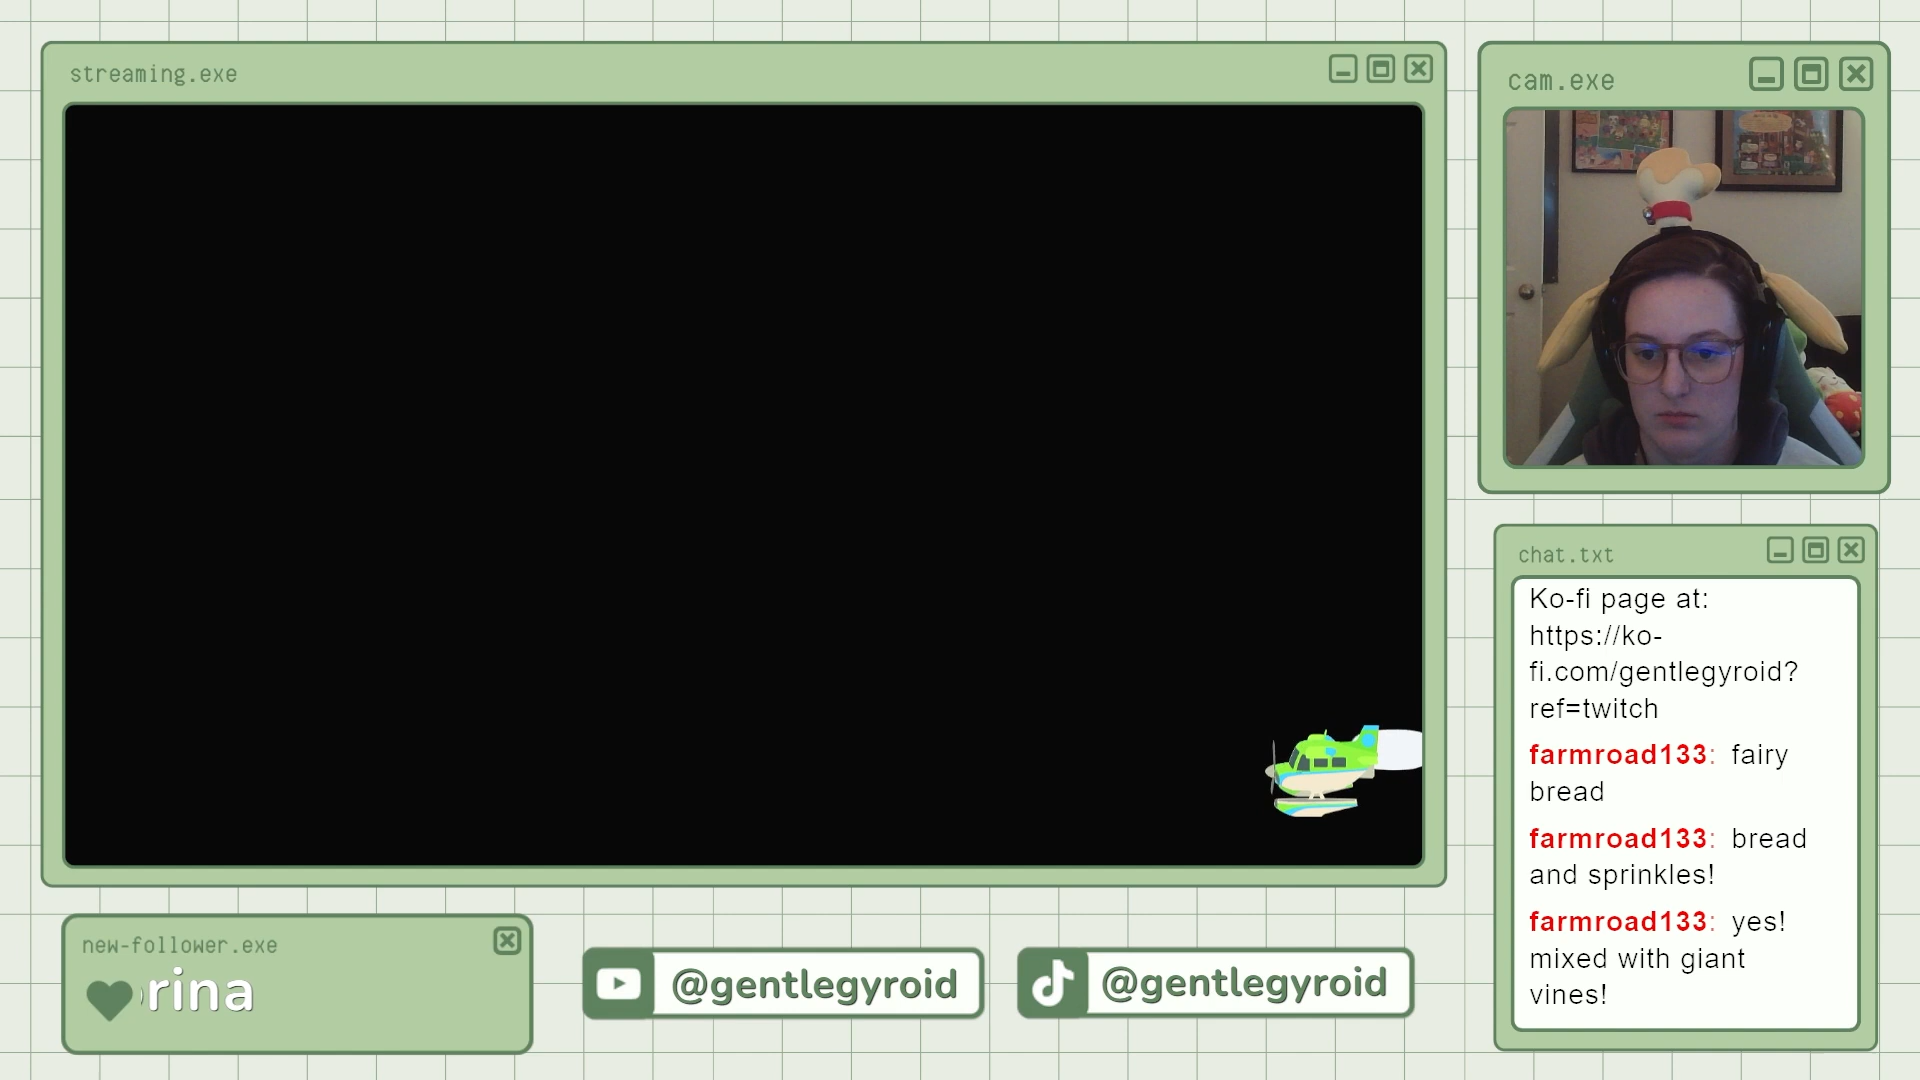 streaming.exe
cam.exe
chat.txt
Ko-fi page at:
https://ko-
fi.com/gentlegyroid?
ref=twitch
farmroad133: fairy
bread
farmroad133: bread
and sprinkles!
farmroad133: yes!
mixed with giant
vines!
new-follower.exe
rina
@gentlegyroid
@gentlegyroid